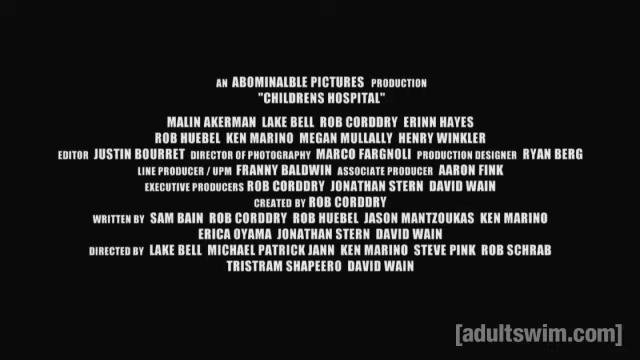 AN ABOMINALBLE PICTURES PRODUCTION
"CHILDRENS HOSPITAL"
MALIN AKERMAN LAKE BELL ROB CORDDRY ERINN HAYES
ROB HUEBEL KEN MARINO MEGAN MULLALLY HENRY WINKLER
EDITOR JUSTIN BOURRET DIRECTOR OF PHOTOGRAPHY MARCO FARGNOLI PRODUCTION DESIGNER RYAN BERG
LINE PRODUCER / UPM FRANNY BALDWIN ASSOCIATE PRODUCER AARON FINK
EXECUTIVE PRODUCERS ROB CORDDRY JONATHAN STERN DAVID WAIN
CREATED BY ROB CORDDRY
WRITTEN BY SAM BAIN ROB CORDDRY ROB HUEBEL JASON MANTZOUKAS KEN MARINO
ERICA OYAMA JONATHAN STERN DAVID WAIN
DIRECTED BY LAKE BELL MICHAEL PATRICK JANN KEN MARINO STEVE PINK ROB SCHRAB
TRISTRAM SHAPEERO DAVID WAIN
[adultswim.com]